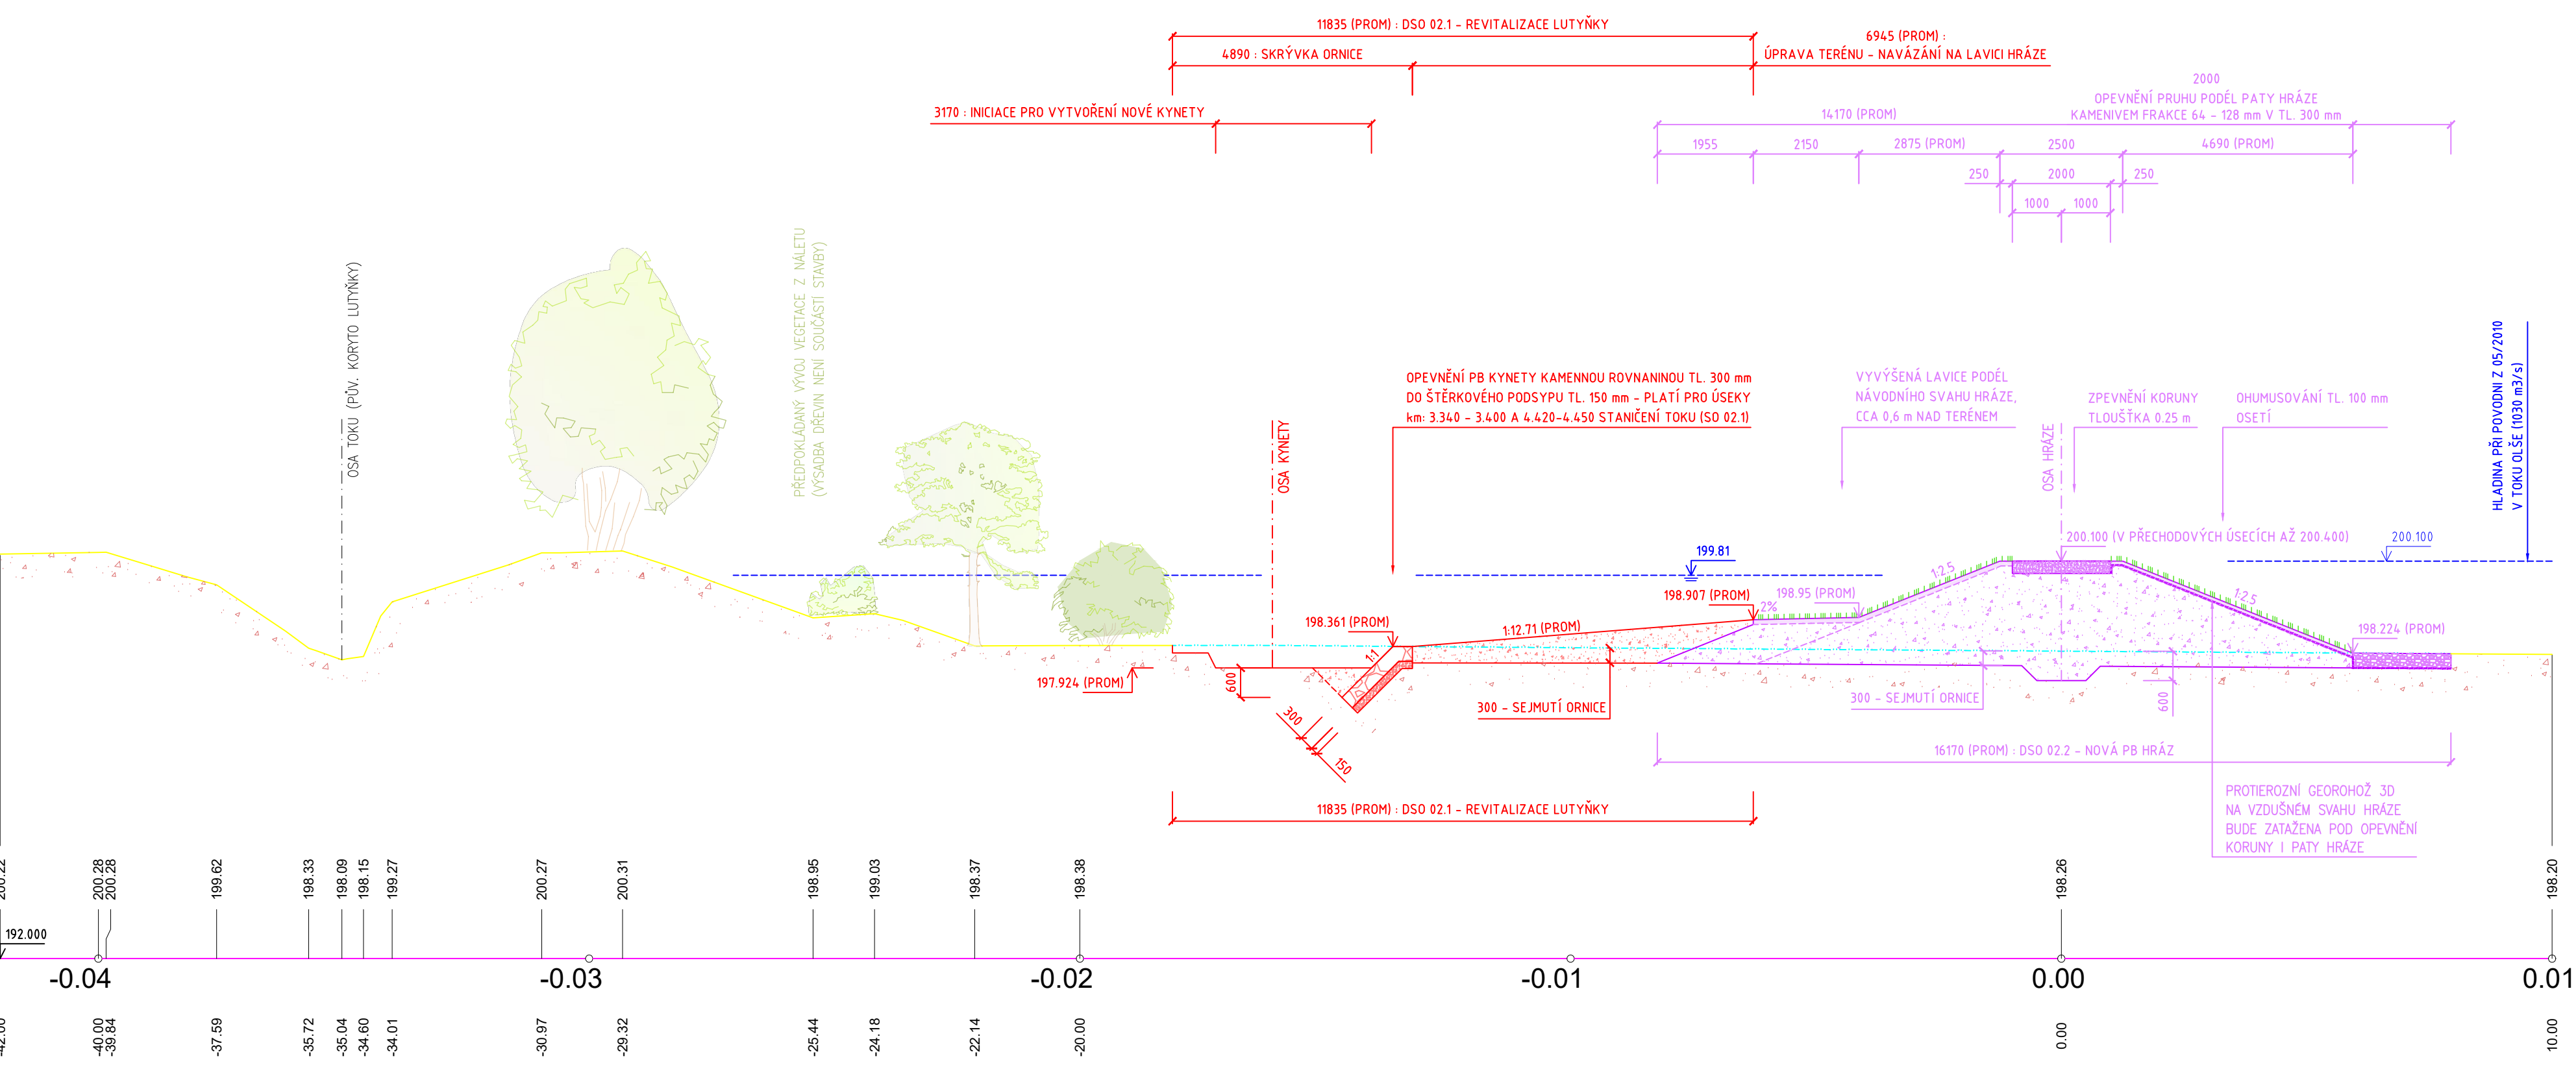 11835 (PROM) : DSO 02.1 - REVITALIZACE LUTYŇKY
4890 : SKRÝVKA ORNICE
6945 (PROM) :
ÚPRAVA TERÉNU - NAVÁZÁNÍ NA LAVICI HRÁZE
3170 : INICIACE PRO VYTVOŘENÍ NOVÉ KYNETY
2000
OPEVNĚNÍ PRUHU PODÉL PATY HRÁZE
KAMENIVEM FRAKCE 64 - 128 mm V TL. 300 mm
14170 (PROM)
1955
2150
2875 (PROM)
2500
4690 (PROM)
250
2000
250
1000
1000
OSA TOKU (PŮV. KORYTO LUTYŇKY)
PŘEDPOKLÁDANÝ VÝVOJ VEGETACE Z NÁLETU
(VÝSADBA DŘEVIN NENÍ SOUČÁSTÍ STAVBY)
OSA KYNETY
OPEVNĚNÍ PB KYNETY KAMENNOU ROVNANINOU TL. 300 mm
DO ŠTĚRKOVÉHO PODSYPU TL. 150 mm - PLATÍ PRO ÚSEKY
km: 3.340 - 3.400 A 4.420-4.450 STANIČENÍ TOKU (SO 02.1)
VYVÝŠENÁ LAVICE PODÉL
NÁVODNÍHO SVAHU HRÁZE,
CCA 0,6 m NAD TERÉNEM
OSA HRÁZE
ZPEVNĚNÍ KORUNY
TLOUŠŤKA 0.25 m
OHUMUSOVÁNÍ TL. 100 mm
OSETÍ
HLADINA PŘI POVODNI Z 05/2010
V TOKU OLŠE (1030 m3/s)
200.100 (V PŘECHODOVÝCH ÚSECÍCH AŽ 200.400)
200.100
199.81
198.907 (PROM)
198.95 (PROM)
2%
1:2.5
1:2.5
198.361 (PROM)
1:12.71 (PROM)
198.224 (PROM)
1:1
197.924 (PROM)
600
300
150
300 - SEJMUTÍ ORNICE
300 - SEJMUTÍ ORNICE
600
16170 (PROM) : DSO 02.2 - NOVÁ PB HRÁZ
11835 (PROM) : DSO 02.1 - REVITALIZACE LUTYŇKY
PROTIEROZNÍ GEOROHOŽ 3D
NA VZDUŠNÉM SVAHU HRÁZE
BUDE ZATAŽENA POD OPEVNĚNÍ
KORUNY I PATY HRÁZE
200.22
200.28
200.28
199.62
198.33
198.09
198.15
199.27
200.27
200.31
198.95
199.03
198.37
198.38
198.26
198.20
192.000
-0.04
-0.03
-0.02
-0.01
0.00
0.01
-42.00
-40.00
-39.84
-37.59
-35.72
-35.04
-34.60
-34.01
-30.97
-29.32
-25.44
-24.18
-22.14
-20.00
0.00
10.00